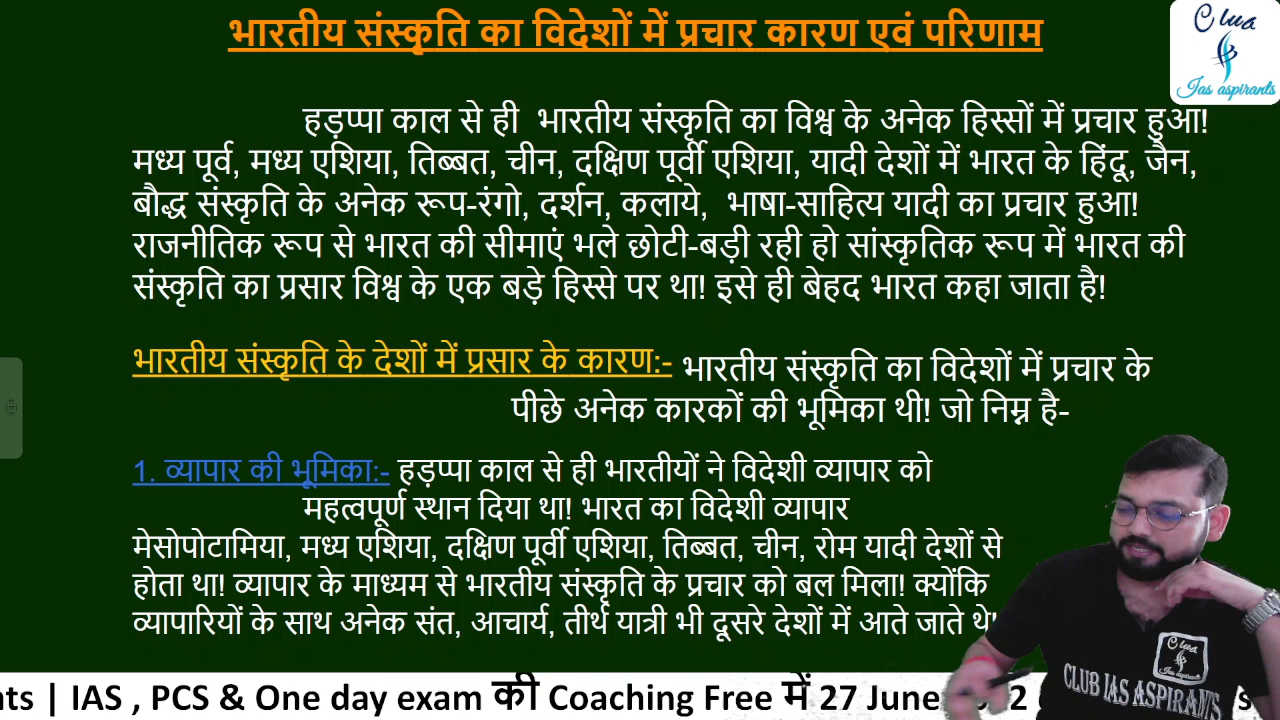 भारतीय संस्कृति का विदेशों में प्रचार कारण एवं परिणाम
Clua
Ias aspirants
हड़प्पा काल से ही भारतीय संस्कृति का विश्व के अनेक हिस्सों में प्रचार हुआ!
मध्य पूर्व, मध्य एशिया, तिब्बत, चीन, दक्षिण पूर्वी एशिया, यादी देशों में भारत के हिंदू, जैन,
बौद्ध संस्कृति के अनेक रूप-रंगो, दर्शन, कलाये, भाषा-साहित्य यादी का प्रचार हुआ!
राजनीतिक रूप से भारत की सीमाएं भले छोटी-बड़ी रही हो सांस्कृतिक रूप में भारत की
संस्कृति का प्रसार विश्व के एक बड़े हिस्से पर था! इसे ही बेहद भारत कहा जाता है!
भारतीय संस्कृति के देशों में प्रसार के कारण:- भारतीय संस्कृति का विदेशों में प्रचार के
पीछे अनेक कारकों की भूमिका थी! जो निम्न है-
1. व्यापार की भूमिका:- हड़प्पा काल से ही भारतीयों ने विदेशी व्यापार को
महत्वपूर्ण स्थान दिया था! भारत का विदेशी व्यापार
मेसोपोटामिया, मध्य एशिया, दक्षिण पूर्वी एशिया, तिब्बत, चीन, रोम यादी देशों से
होता था! व्यापार के माध्यम से भारतीय संस्कृति के प्रचार को बल मिला! क्योंकि
व्यापारियों के साथ अनेक संत, आचार्य, तीर्थ यात्री भी दूसरे देशों में आते जाते थे!
CLUB IAS ASPIRANTS
nts | IAS , PCS & One day exam की Coaching Free में 27 June